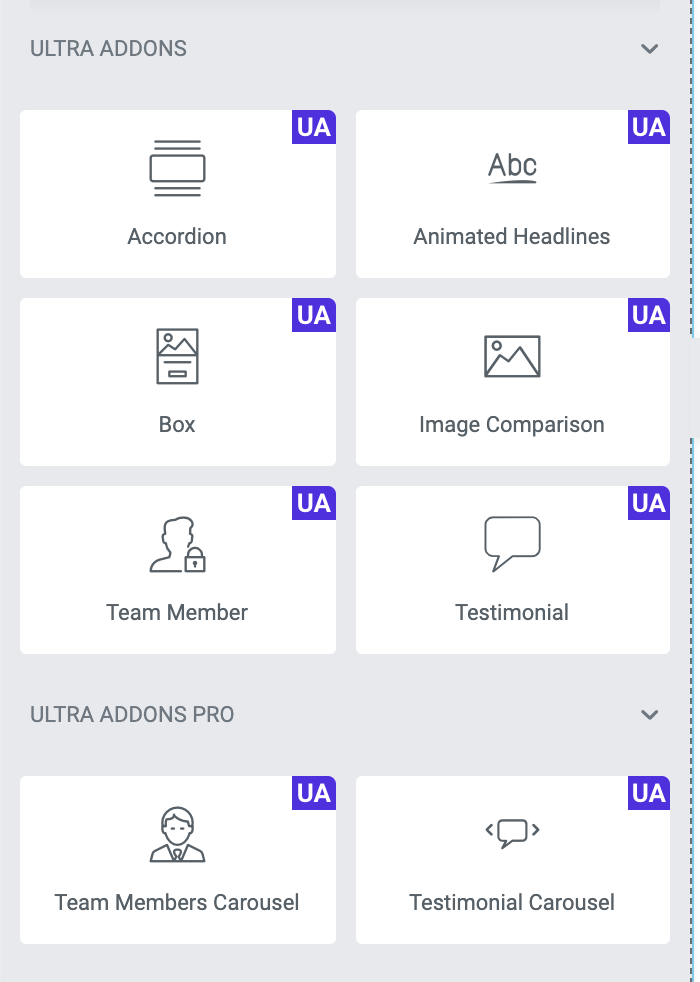 ULTRA ADDONS
UA
UA
Abc
Accordion
Animated Headlines
UA
UA
Box
Image Comparison
UA
UA
Team Member
Testimonial
ULTRA ADDONS PRO
UA
UA
Team Members Carousel
Testimonial Carousel